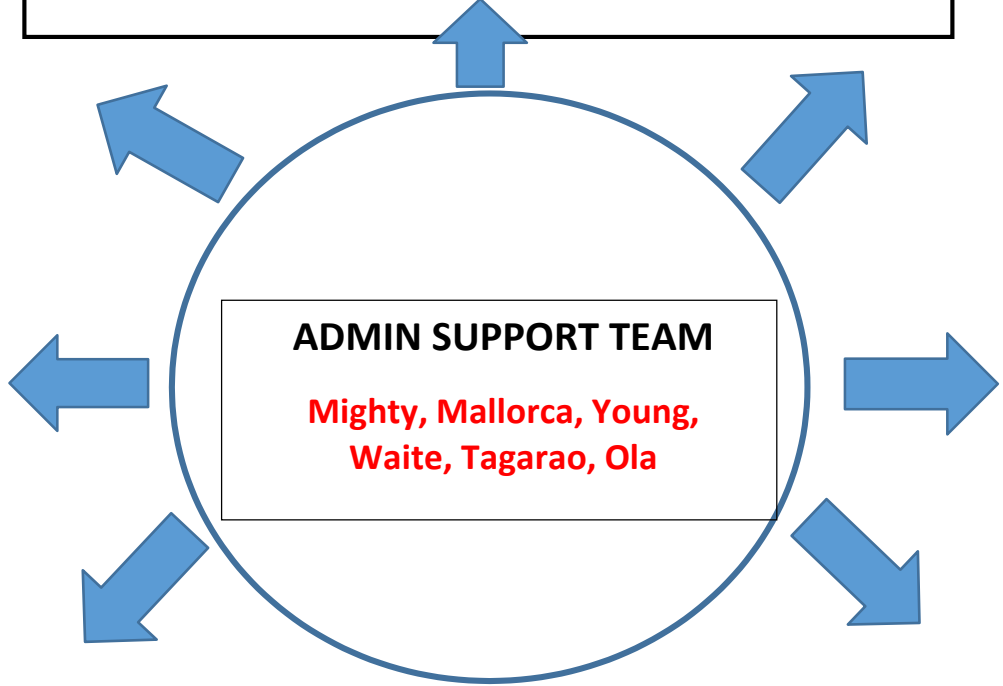 ADMIN SUPPORT TEAM
Mighty, Mallorca, Young,
Waite, Tagarao, Ola